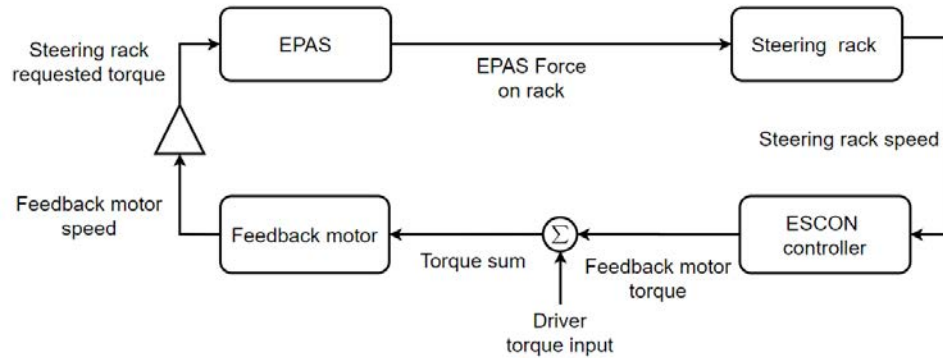 Steering rack
requested torque
EPAS
EPAS Force
on rack
Steering rack
Steering rack speed
Feedback motor
speed
Feedback motor
Torque sum
Σ
Driver
torque input
Feedback motor
torque
ESCON
controller